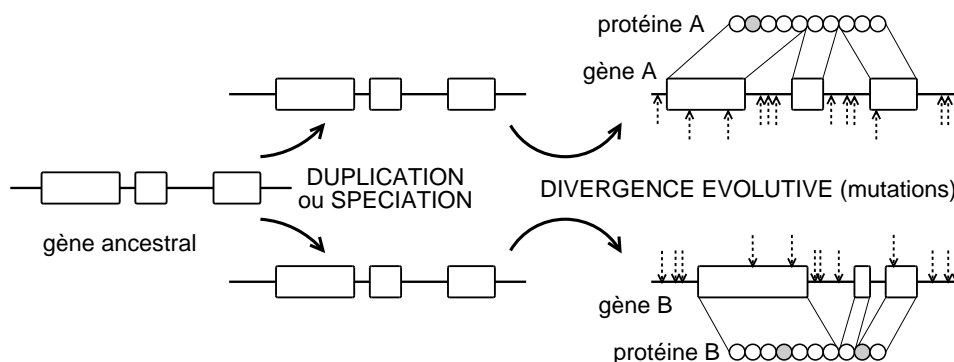 protéine A
gène A
DUPLICATION
ou SPECIATION
DIVERGENCE EVOLUTIVE (mutations)
gène ancestral
gène B
protéine B